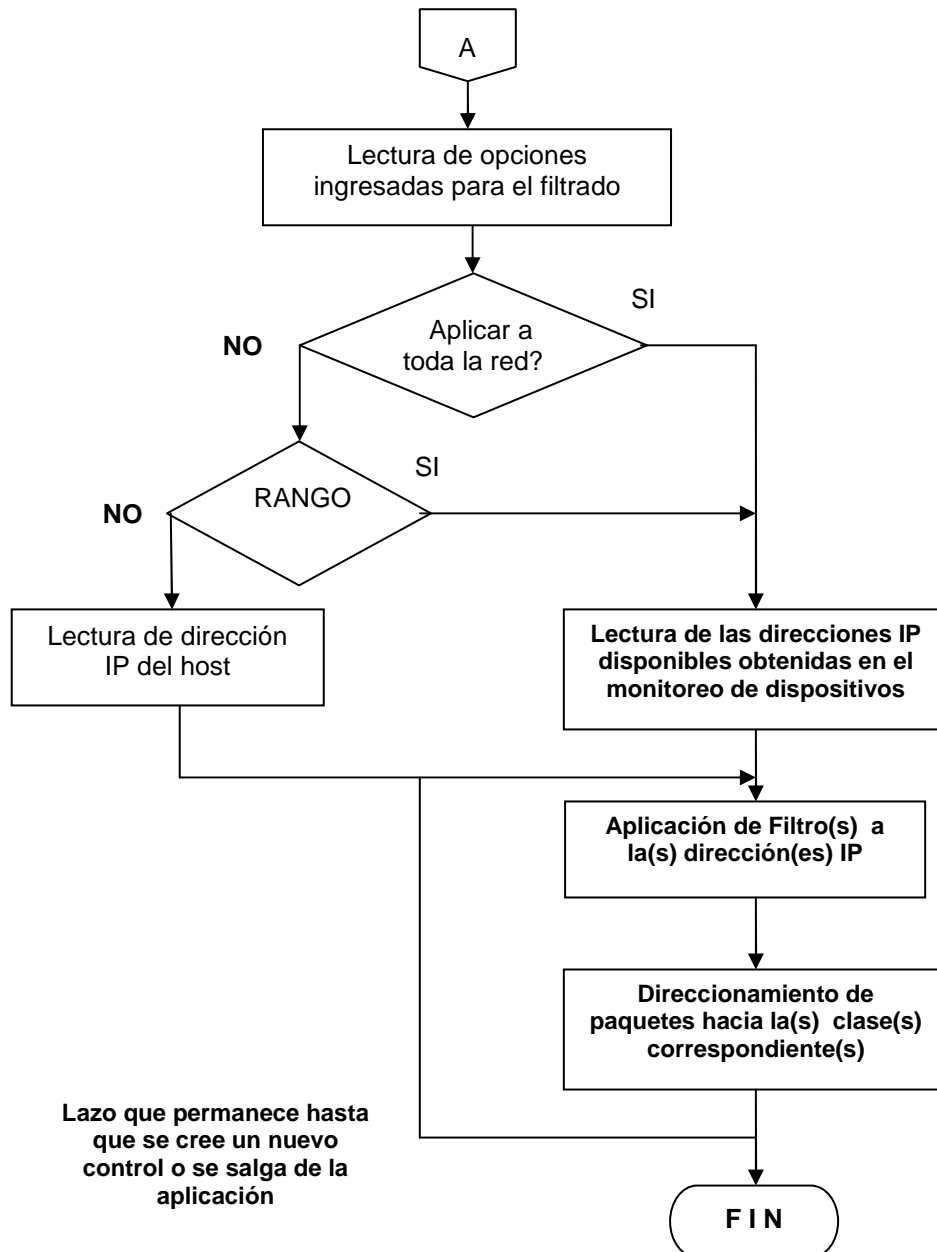 A
Lectura de opciones
ingresadas para el filtrado
SI
Aplicar a
toda la red?
NO
SI
RANGO
NO
Lectura de dirección
IP del host
Lectura de las direcciones IP
disponibles obtenidas en el
monitoreo de dispositivos
Aplicación de Filtro(s) a
la(s) dirección(es) IP
Direccionamiento de
paquetes hacia la(s) clase(s)
correspondiente(s)
Lazo que permanece hasta
que se cree un nuevo
control o se salga de la
aplicación
F I N